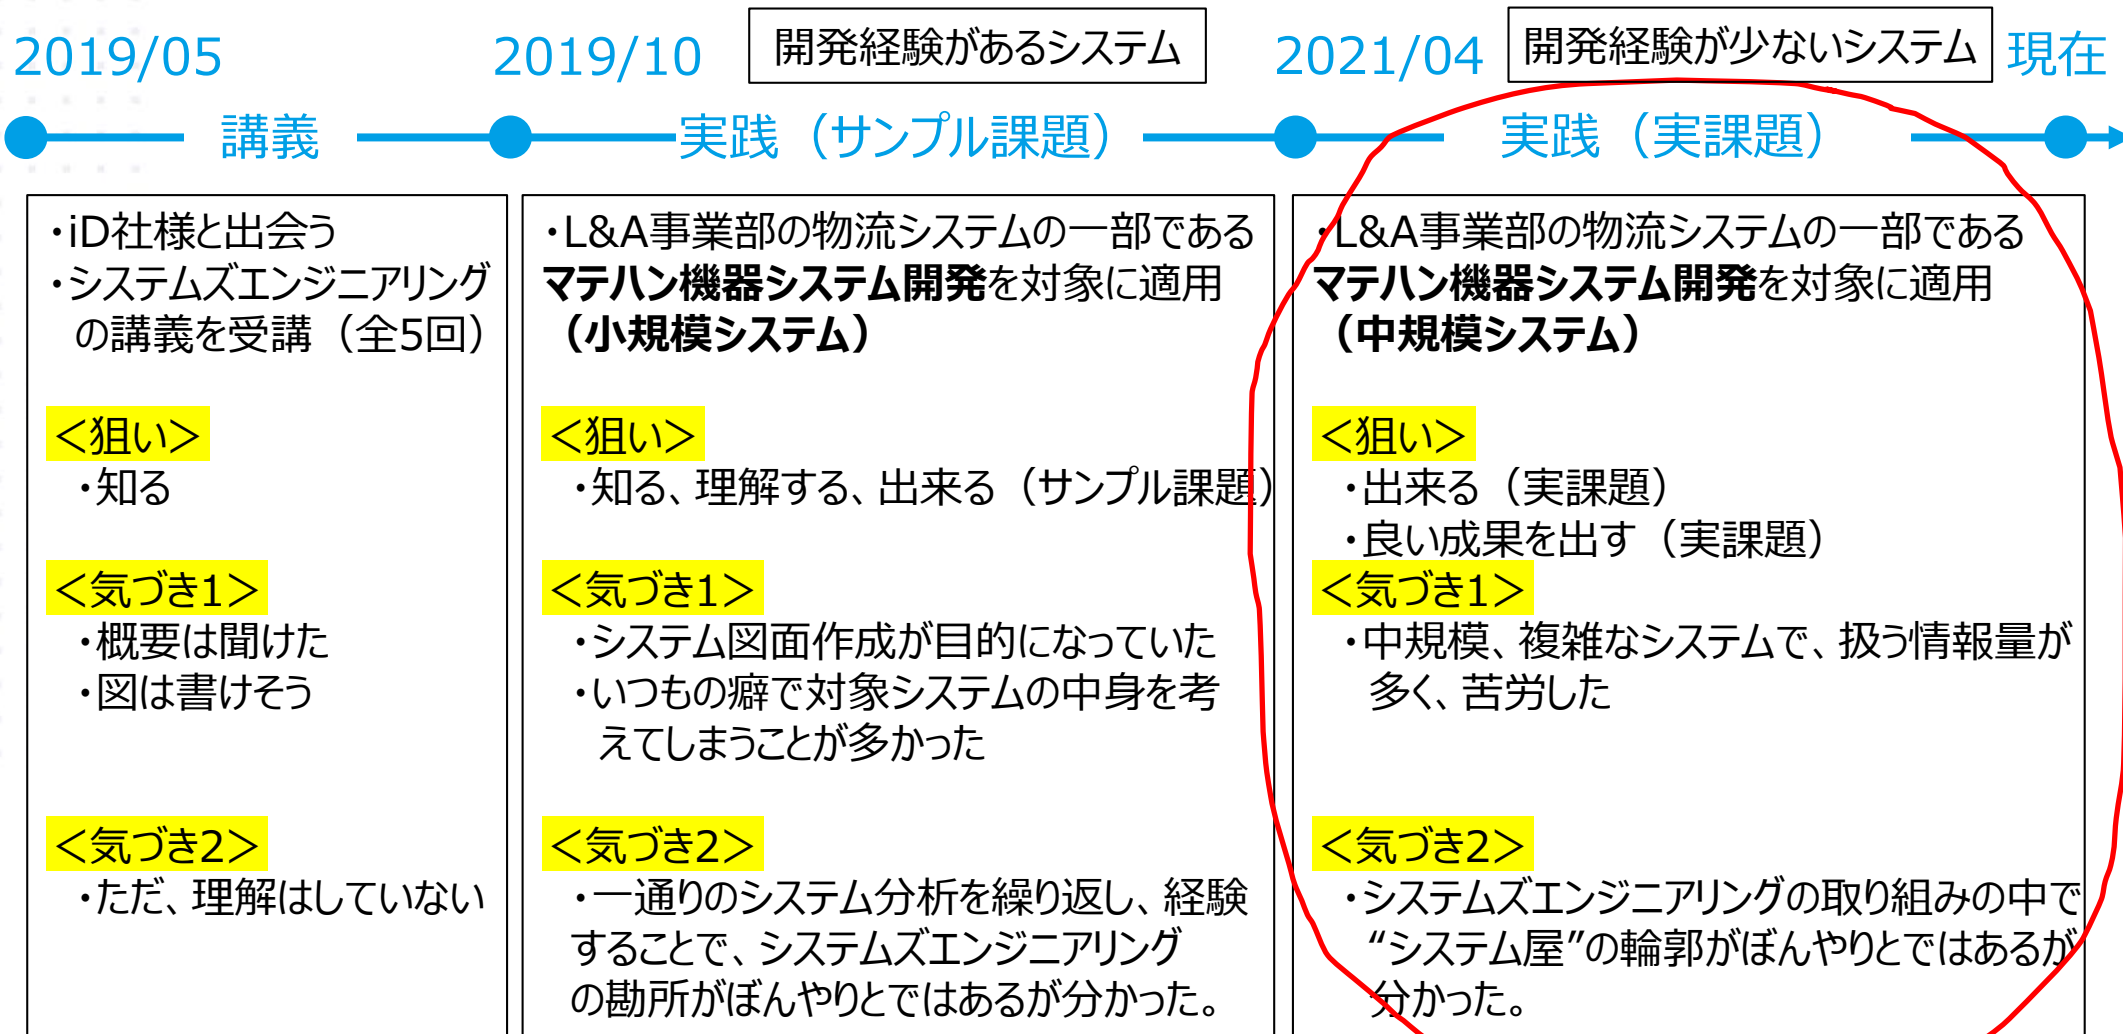 2019/05
2019/10
開発経験があるシステム
2021/04
開発経験が少ないシステム
現在
講義
実践（サンプル課題）
実践（実課題）
・iD社様と出会う
・システムズエンジニアリング
の講義を受講（全5回）
＜狙い＞
・知る
＜気づき1＞
・概要は聞けた
・図は書けそう
＜気づき2＞
・ただ、理解はしていない
・L&A事業部の物流システムの一部である
マテハン機器システム開発を対象に適用
（小規模システム）
＜狙い＞
・知る、理解する、出来る（サンプル課題）
＜気づき1＞
・システム図面作成が目的になっていた
・いつもの癖で対象システムの中身を考
えてしまうことが多かった
＜気づき2＞
・一通りのシステム分析を繰り返し、経験
することで、システムズエンジニアリング
の勘所がぼんやりとではあるが分かった。
・L&A事業部の物流システムの一部である
マテハン機器システム開発を対象に適用
（中規模システム）
＜狙い＞
・出来る（実課題）
・良い成果を出す（実課題）
＜気づき1＞
・中規模、複雑なシステムで、扱う情報量が
多く、苦労した
＜気づき2＞
・システムズエンジニアリングの取り組みの中で
“システム屋”の輪郭がぼんやりとではあるが
分かった。